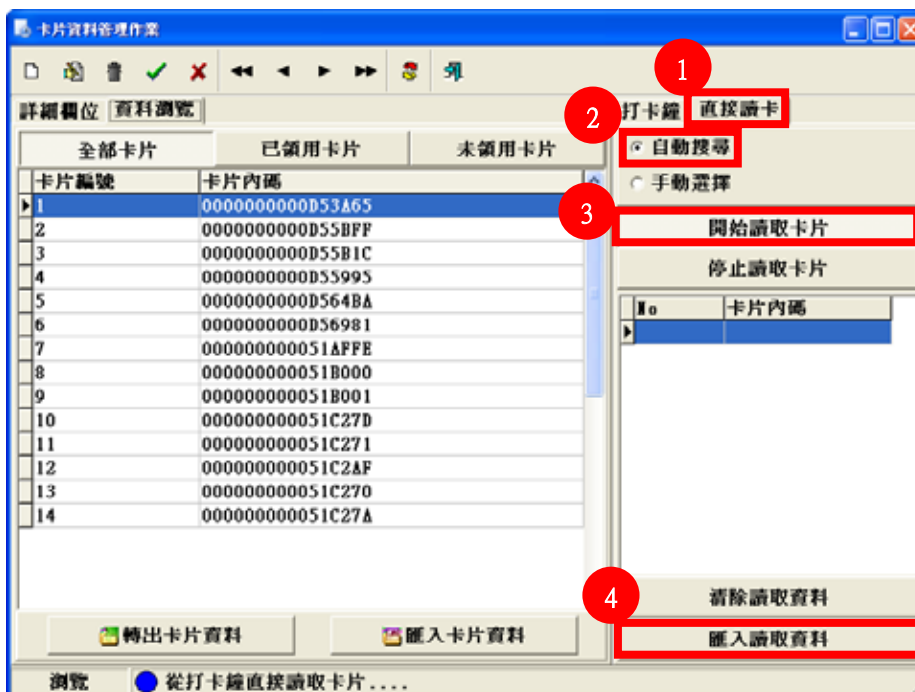 卡片資料管理作業
1
詳細欄位 資料瀏覽
打卡鐘 直接讀卡
2
全部卡片 已領用卡片 未領用卡片
自動搜尋
手動選擇
卡片編號 卡片內碼
1 0000000000D53A65
2 0000000000D55BFF
3 0000000000D55B1C
4 0000000000D55995
5 0000000000D564BA
6 0000000000D56981
7 000000000051AFFE
8 000000000051B000
9 000000000051B001
10 000000000051C27D
11 000000000051C271
12 000000000051C2AF
13 000000000051C270
14 000000000051C27A
3
開始讀取卡片
停止讀取卡片
No 卡片內碼
4
清除讀取資料
轉出卡片資料 匯入卡片資料
匯入讀取資料
瀏覽 從打卡鐘直接讀取卡片....